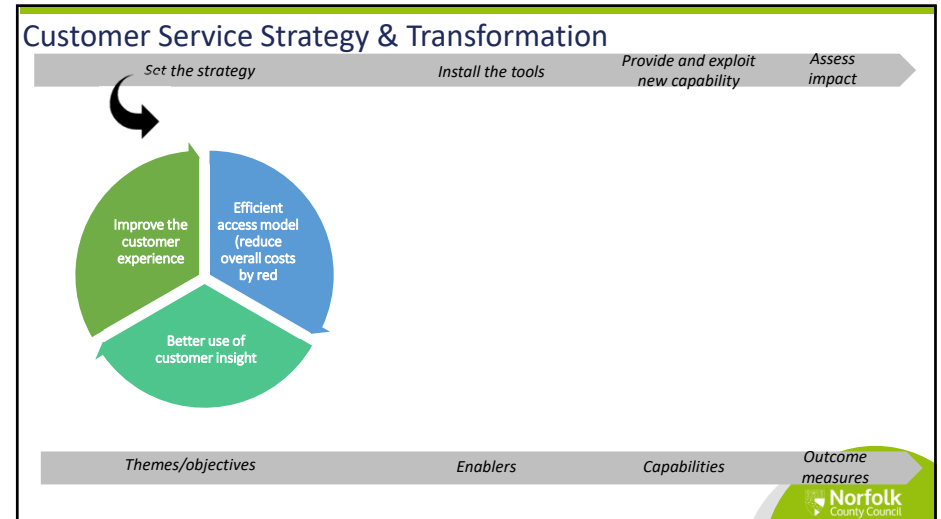 Customer Service Strategy & Transformation
Set the strategy
Install the tools
Provide and exploit
new capability
Assess
impact
Improve the
customer
experience
Efficient
access model
(reduce
overall costs
by red
Better use of
customer insight
Themes/objectives
Enablers
Capabilities
Outcome
measures
Norfolk
County Council